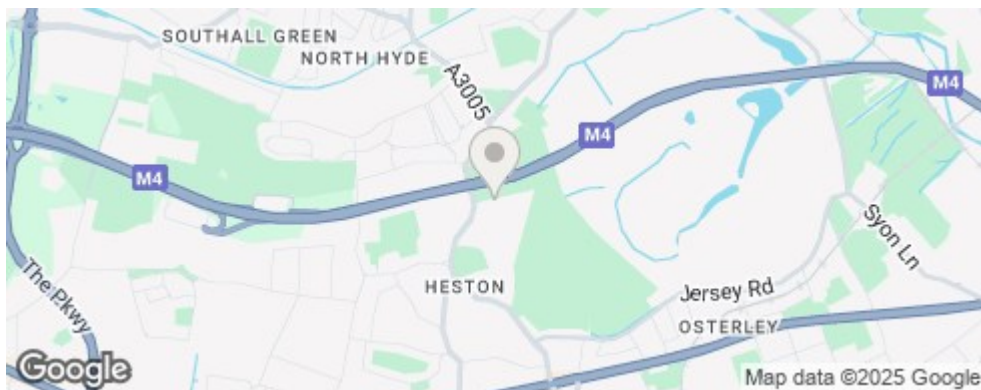 SOUTHALL GREEN
NORTH HYDE
A3005
M4
M4
M4
Syon Ln
The Pkwy
HESTON
Jersey Rd
OSTERLEY
Google
Map data ©2025 Google